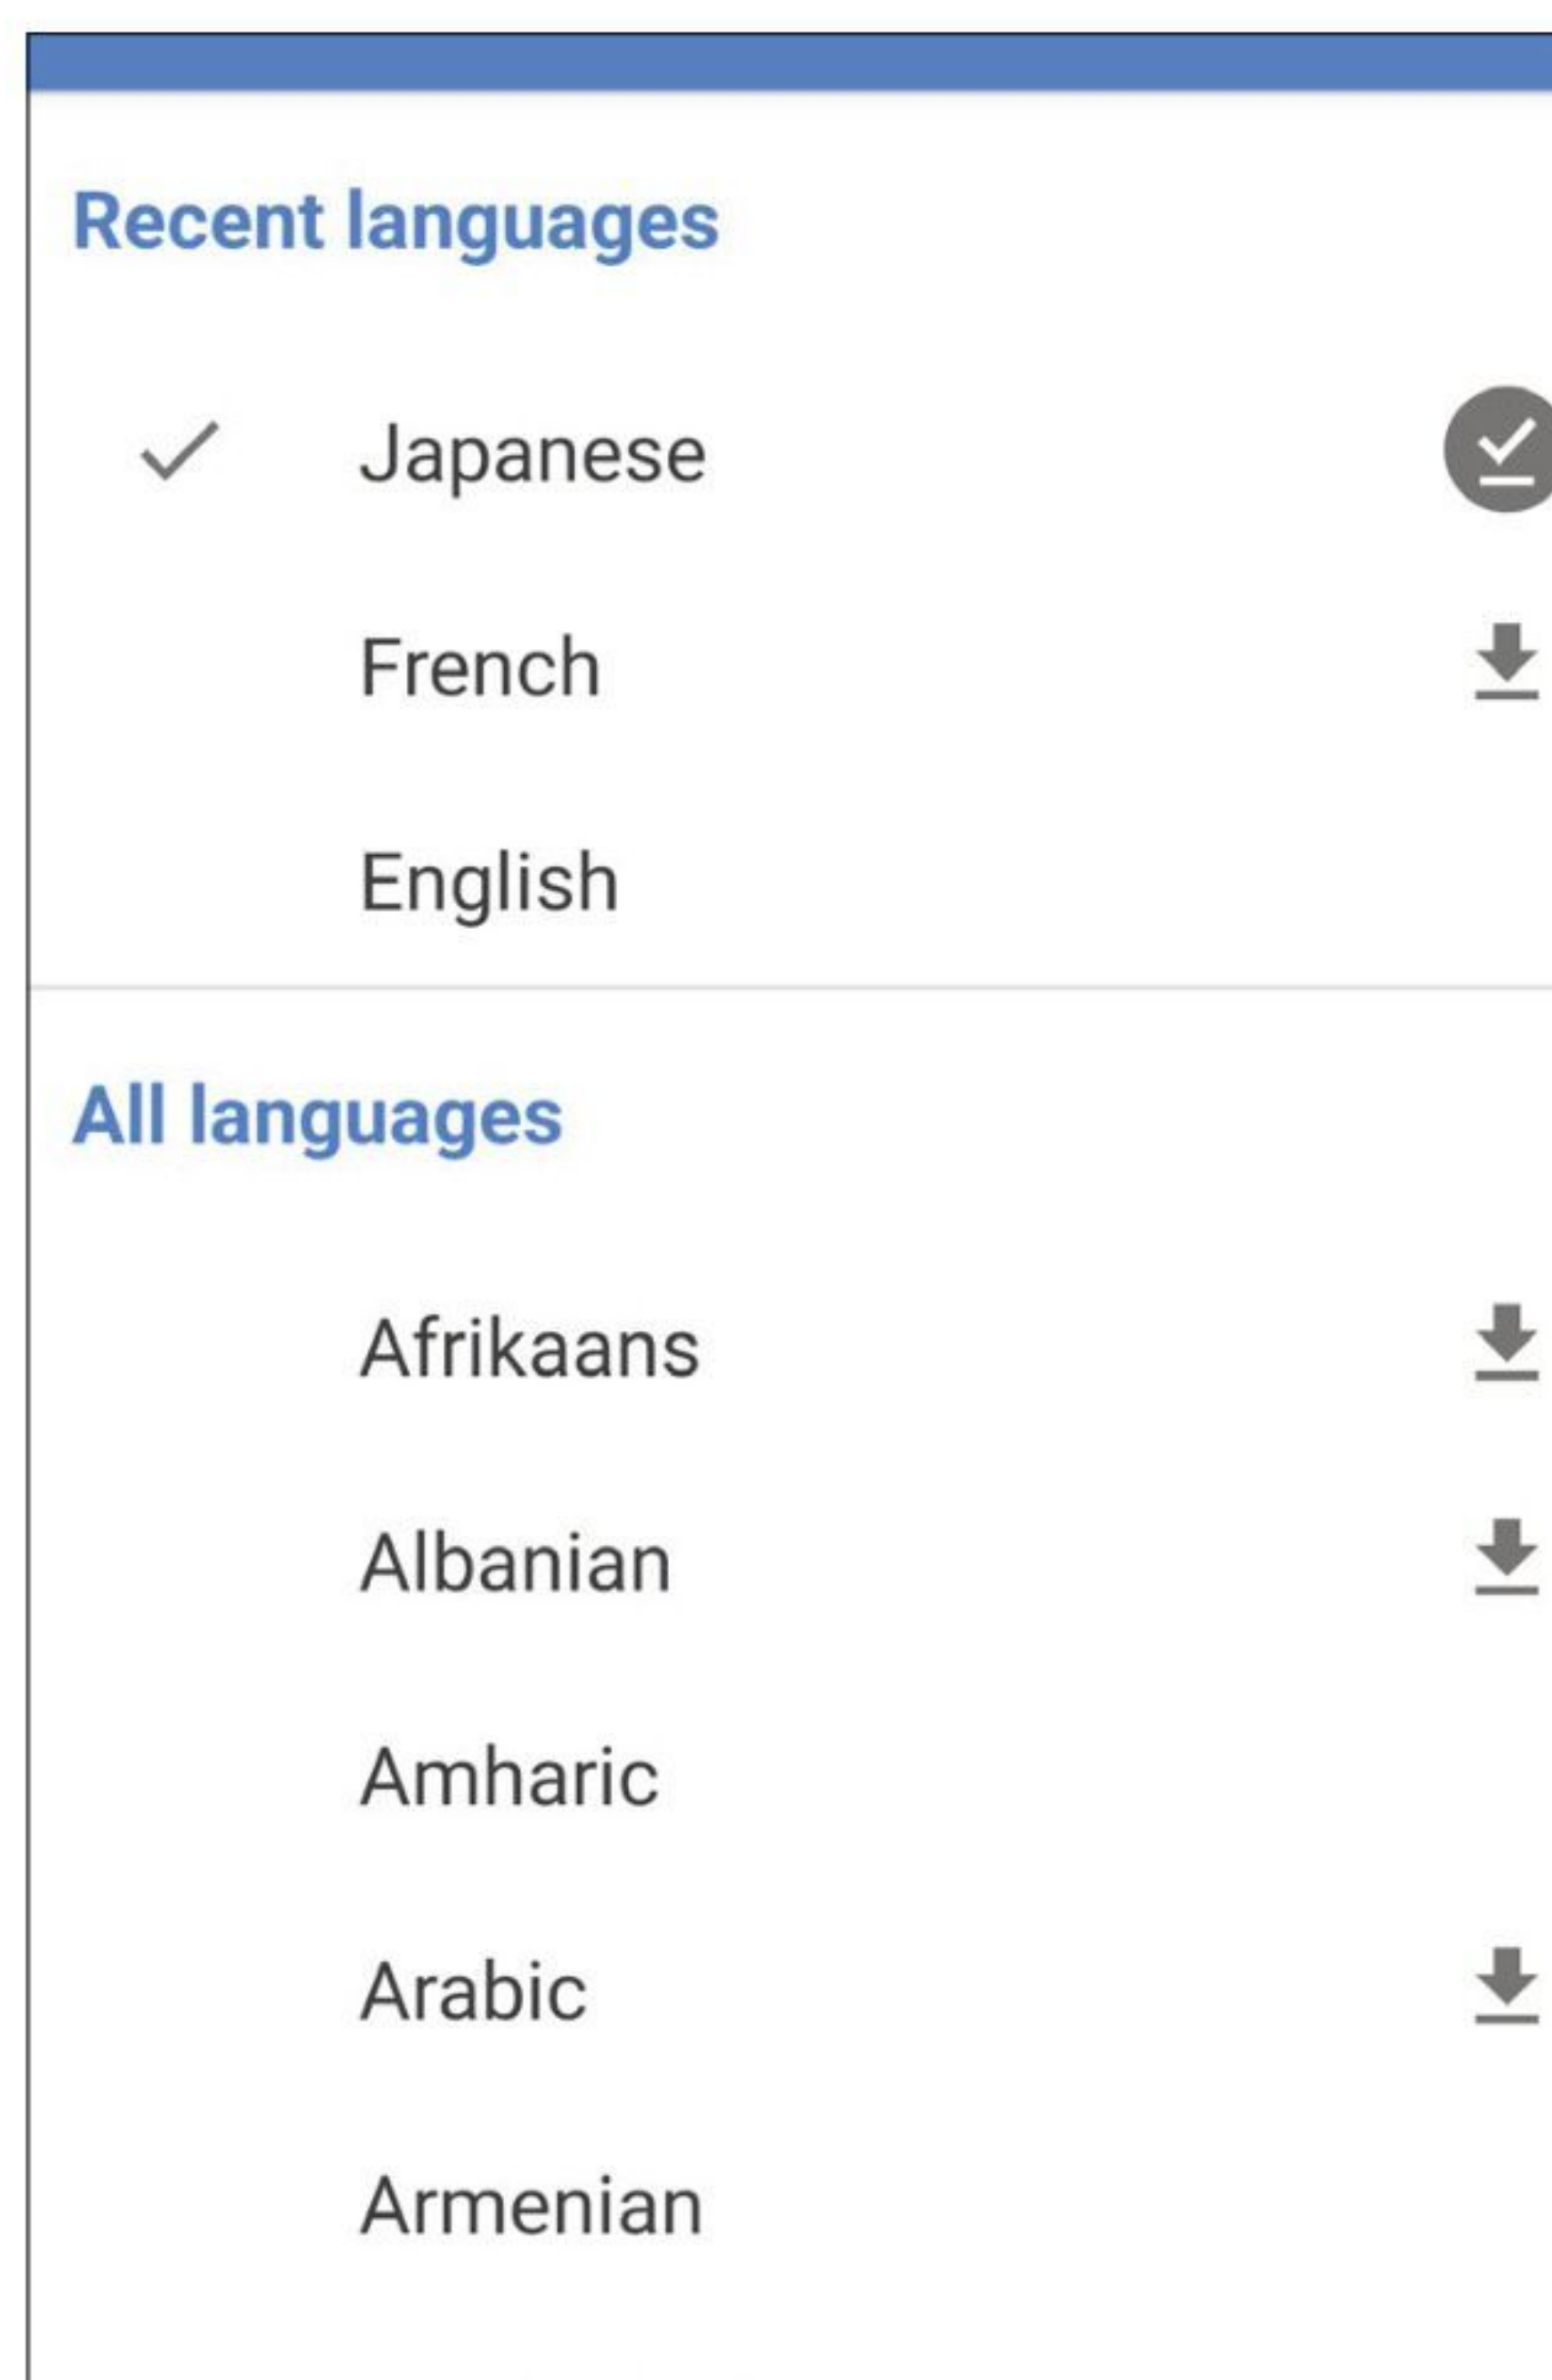 Recent languages
Japanese
French
English
All languages
Afrikaans
Albanian
Amharic
Arabic
Armenian